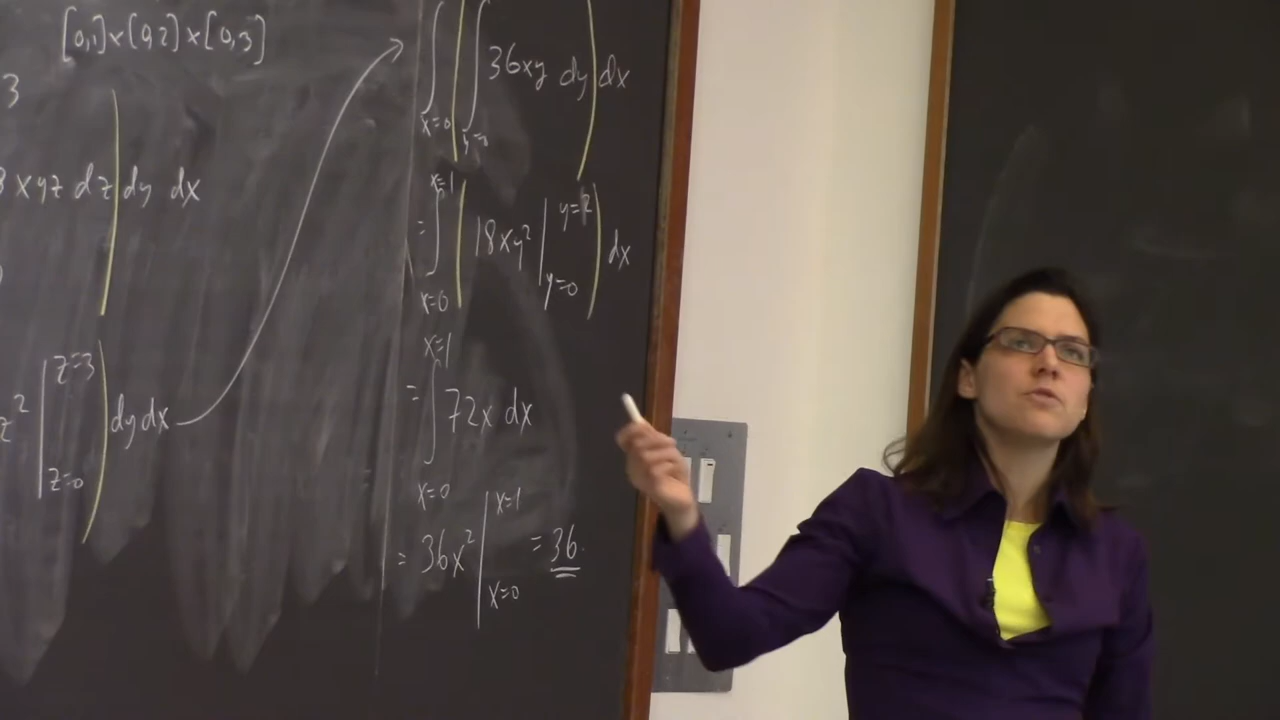 [0,1]x[0,2]x[0,3]
3
8xyz dz dy dx
z=3
z² dy dx
z=0
∫ ∫ 36xy dy dx
x=0 y=0
x=1
= ∫ ( 18xy² | y=2 ) dx
y=0
x=0
x=1
= ∫ 72x dx
x=0
= 36x² | x=1 = 36.
x=0